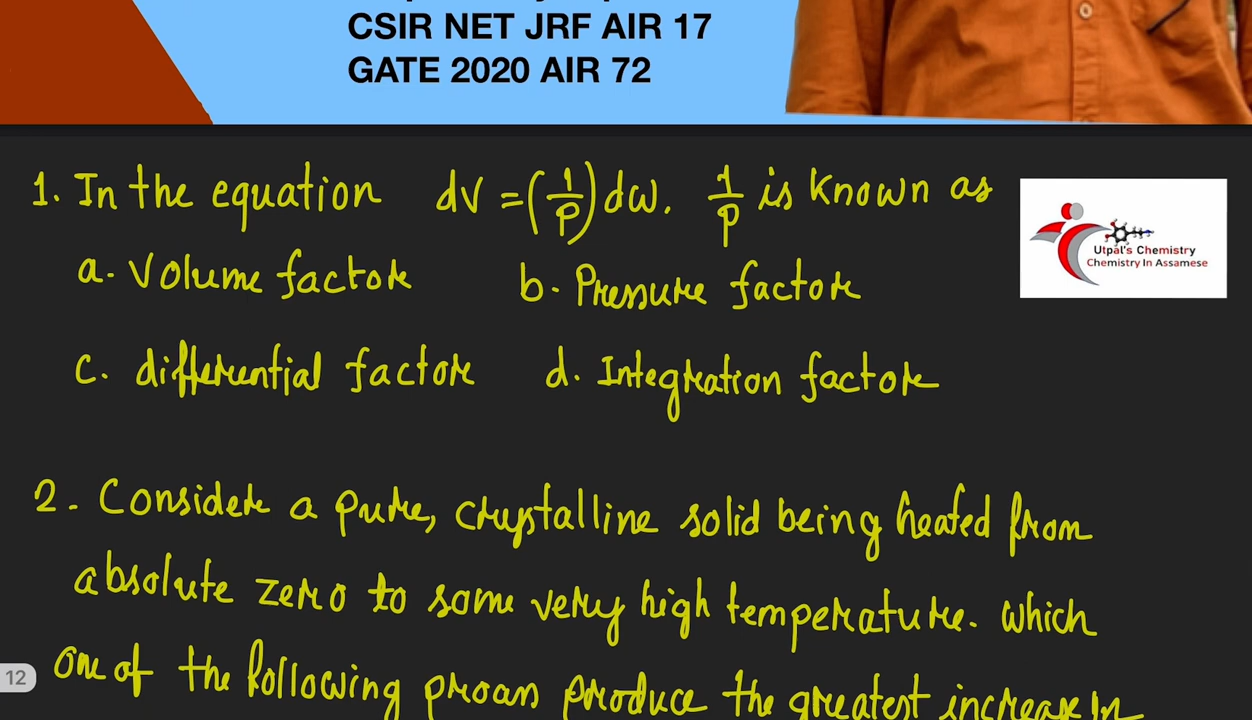 CSIR NET JRF AIR 17
GATE 2020 AIR 72
1. In the equation dV = (1/P) dw. 1/P is known as
a. Volume factor b. Pressure factor
c. differential factor d. Integration factor
Utpal's Chemistry
Chemistry In Assamese
2. Consider a pure, crystalline solid being heated from
absolute zero to some very high temperature. Which
one of the following produce the greatest increase in
12